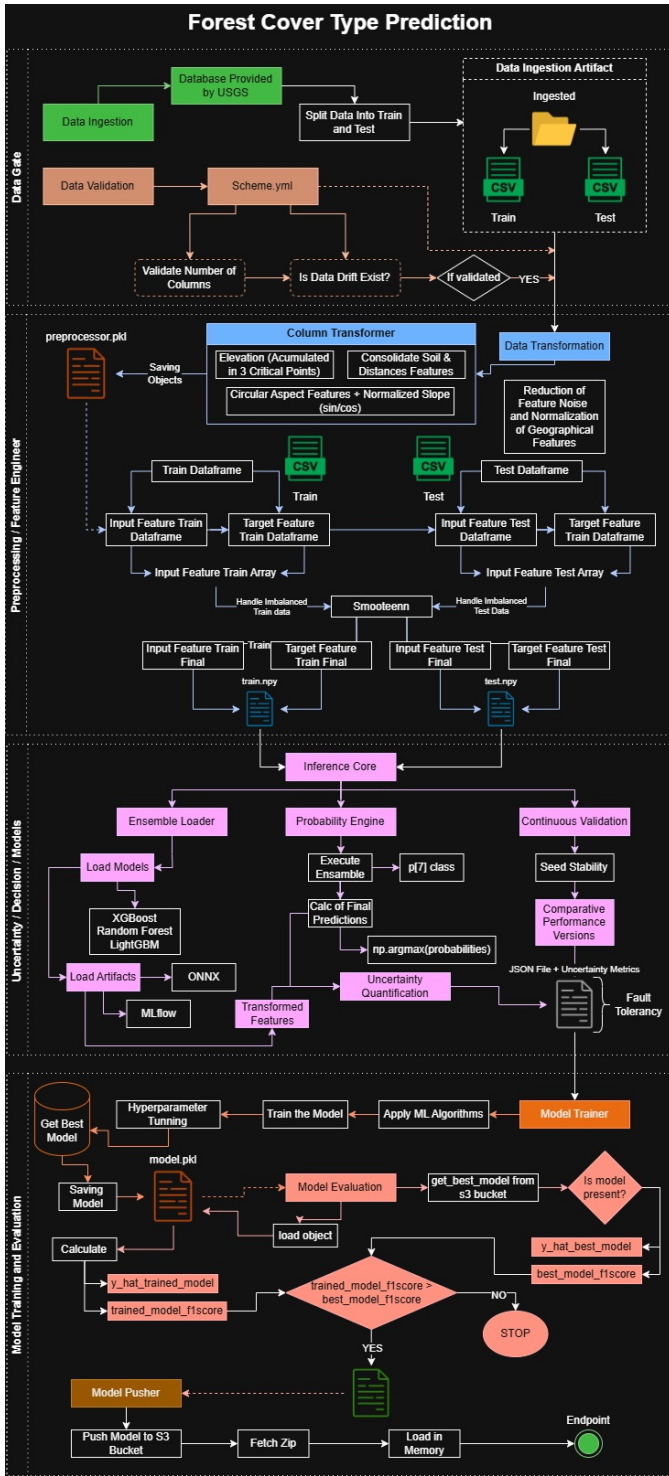 Forest Cover Type Prediction
Data Gate
Data Ingestion
Database Provided
by USGS
Split Data Into Train
and Test
Data Ingestion Artifact
Ingested
CSV
CSV
Train
Test
Data Validation
Scheme.yml
Validate Number of
Columns
Is Data Drift Exist?
If validated
YES
Preprocessing / Feature Engineer
preprocessor.pkl
Saving
Objects
Column Transformer
Elevation (Acumulated
in 3 Critical Points)
Consolidate Soil &
Distances Features
Circular Aspect Features + Normalized Slope
(sin/cos)
Data Transformation
Reduction of
Feature Noise
and Normalization
of Geographical
Features
Train Dataframe
CSV
Train
CSV
Test
Test Dataframe
Input Feature Train
Dataframe
Target Feature
Train Dataframe
Input Feature Test
Dataframe
Target Feature
Train Dataframe
Input Feature Train Array
Input Feature Test Array
Handle Imbalanced
Train data
Smooteenn
Handle Imbalanced
Test Data
Input Feature Train
Final
Train
Target Feature
Train Final
Input Feature Test
Final
Target Feature Test
Final
train.npy
test.npy
Uncertainty / Decision / Models
Inference Core
Ensemble Loader
Probability Engine
Continuous Validation
Load Models
Execute
Ensamble
p[7] class
Seed Stability
XGBoost
Random Forest
LightGBM
Calc of Final
Predictions
Comparative
Performance
Versions
np.argmax(probabilities)
Load Artifacts
ONNX
MLflow
Transformed
Features
Uncertainty
Quantification
JSON File + Uncertainty Metrics
Fault
Tolerancy
Model Training and Evaluation
Get Best
Model
Hyperparameter
Tunning
Train the Model
Apply ML Algorithms
Model Trainer
Saving
Model
model.pkl
Model Evaluation
get_best_model from
s3 bucket
Is model
present?
load object
Calculate
y_hat_trained_model
trained_model_f1score
trained_model_f1score >
best_model_f1score
y_hat_best_model
best_model_f1score
NO
STOP
YES
Model Pusher
Push Model to S3
Bucket
Fetch Zip
Load in
Memory
Endpoint